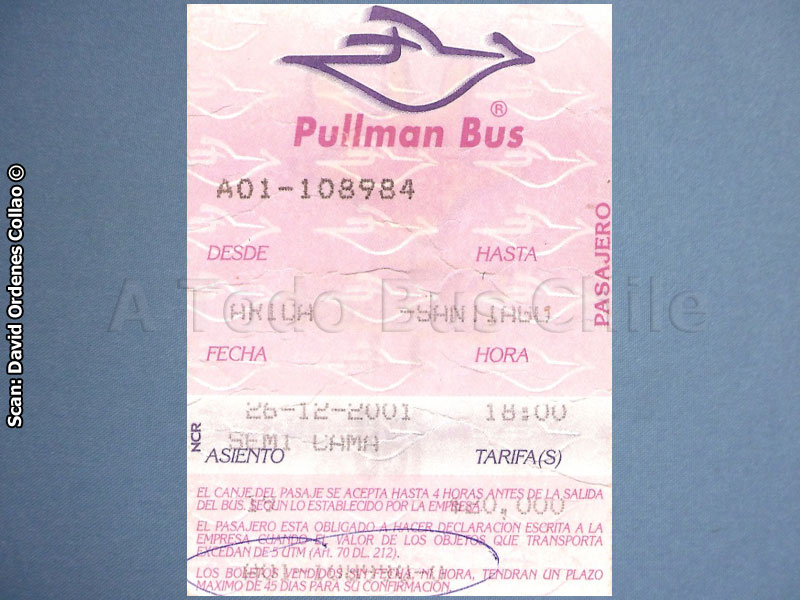 Pullman Bus ®
A01-108984
DESDE HASTA
ARICA -SANTIAGO
A Todo Bus Chile
FECHA HORA
26-12-2001 18:00
SEMI CAMA
ASIENTO TARIFA(S)
EL CANJE DEL PASAJE SE ACEPTA HASTA 4 HORAS ANTES DE LA SALIDA
DEL BUS. SEGUN LO ESTABLECIDO POR LA EMPRESA
EL PASAJERO ESTA OBLIGADO A HACER DECLARACION ESCRITA A LA
EMPRESA CUANDO EL VALOR DE LOS OBJETOS QUE TRANSPORTA
EXCEDAN DE 5 UTM (Art. 70 DL. 212).
LOS BOLETOS VENDIDOS SIN FECHA, NI HORA, TENDRAN UN PLAZO
MAXIMO DE 45 DIAS PARA SU CONFIRMACION.
PASAJERO
NCR
Scan: David Ordenes Collao ©